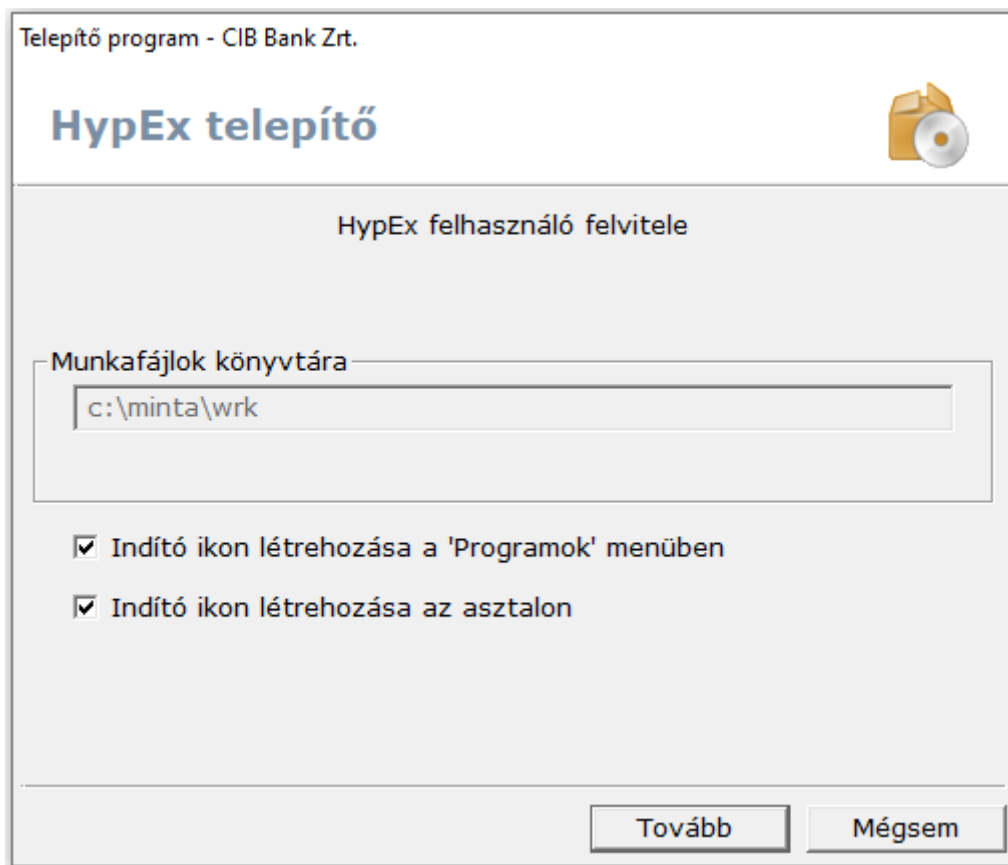 Telepítő program - CIB Bank Zrt.
HypEx telepítő
HypEx felhasználó felvitele
Munkafájlok könyvtára
c:\minta\wrk
Indító ikon létrehozása a 'Programok' menüben
Indító ikon létrehozása az asztalon
Tovább
Mégsem